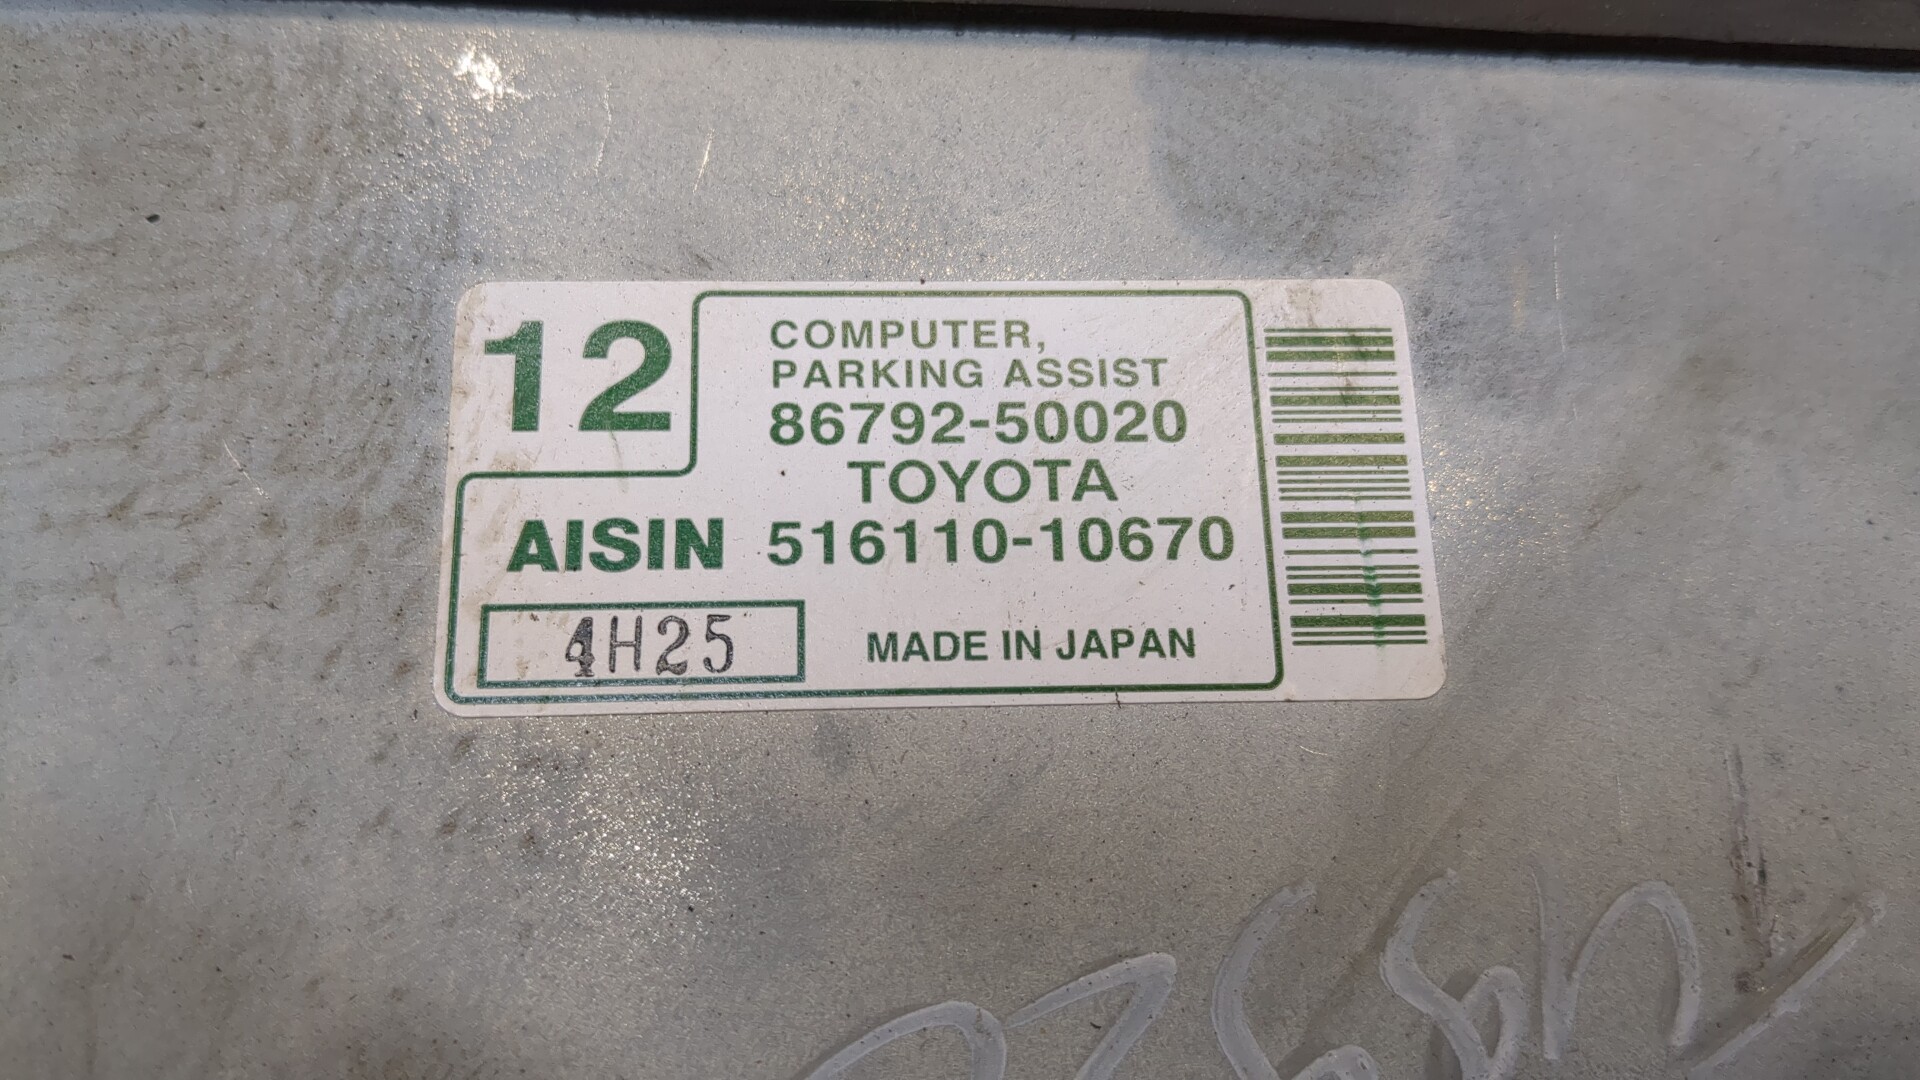 12
COMPUTER,
PARKING ASSIST
86792-50020
TOYOTA
AISIN 516110-10670
4H25
MADE IN JAPAN